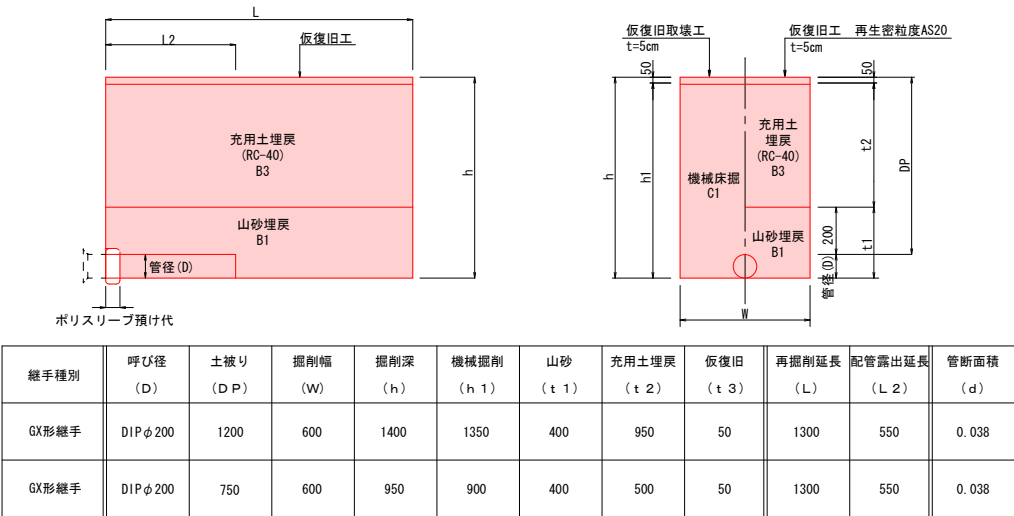 L
L2
仮復旧工
充用土埋戻
(RC-40)
B3
山砂埋戻
B1
管径(D)
ポリスリーブ預け代
h
仮復旧取壊工
t=5cm
仮復旧工 再生密粒度AS20
t=5cm
50
50
h
h1
機械床掘
C1
充用土
埋戻
(RC-40)
B3
山砂埋戻
B1
t2
DP
200
t1
管径(D)
W
継手種別 呼び径 土被り 掘削幅 掘削深 機械掘削 山砂 充用土埋戻 仮復旧 再掘削延長 配管露出延長 管断面積
(D) (DP) (W) (h) (h1) (t1) (t2) (t3) (L) (L2) (d)
GX形継手 DIPφ200 1200 600 1400 1350 400 950 50 1300 550 0.038
GX形継手 DIPφ200 750 600 950 900 400 500 50 1300 550 0.038